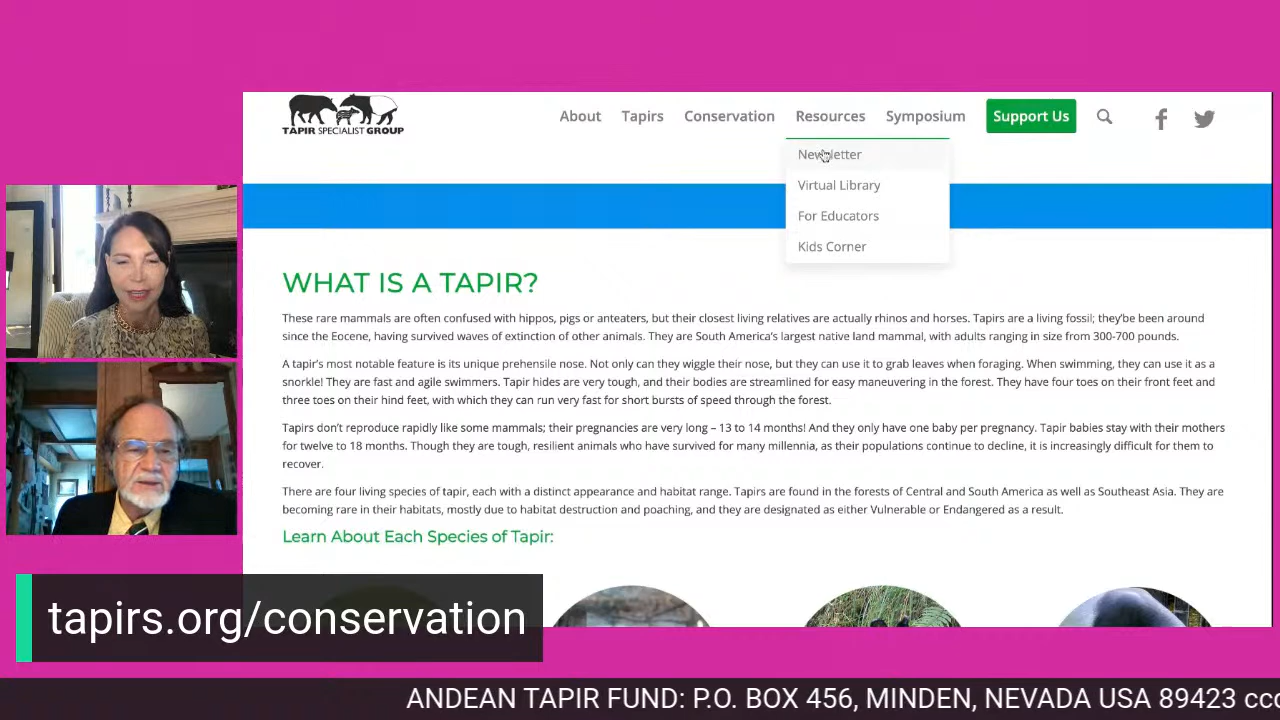 TAPIR SPECIALIST GROUP
About Tapirs Conservation Resources Symposium Support Us
Newsletter
Virtual Library
For Educators
Kids Corner
WHAT IS A TAPIR?
These rare mammals are often confused with hippos, pigs or anteaters, but their closest living relatives are actually rhinos and horses. Tapirs are a living fossil; they'be been around
since the Eocene, having survived waves of extinction of other animals. They are South America's largest native land mammal, with adults ranging in size from 300-700 pounds.
A tapir's most notable feature is its unique prehensile nose. Not only can they wiggle their nose, but they can use it to grab leaves when foraging. When swimming, they can use it as a
snorkle! They are fast and agile swimmers. Tapir hides are very tough, and their bodies are streamlined for easy maneuvering in the forest. They have four toes on their front feet and
three toes on their hind feet, with which they can run very fast for short bursts of speed through the forest.
Tapirs don't reproduce rapidly like some mammals; their pregnancies are very long – 13 to 14 months! And they only have one baby per pregnancy. Tapir babies stay with their mothers
for twelve to 18 months. Though they are tough, resilient animals who have survived for many millennia, as their populations continue to decline, it is increasingly difficult for them to
recover.
There are four living species of tapir, each with a distinct appearance and habitat range. Tapirs are found in the forests of Central and South America as well as Southeast Asia. They are
becoming rare in their habitats, mostly due to habitat destruction and poaching, and they are designated as either Vulnerable or Endangered as a result.
Learn About Each Species of Tapir:
tapirs.org/conservation
ANDEAN TAPIR FUND: P.O. BOX 456, MINDEN, NEVADA USA 89423